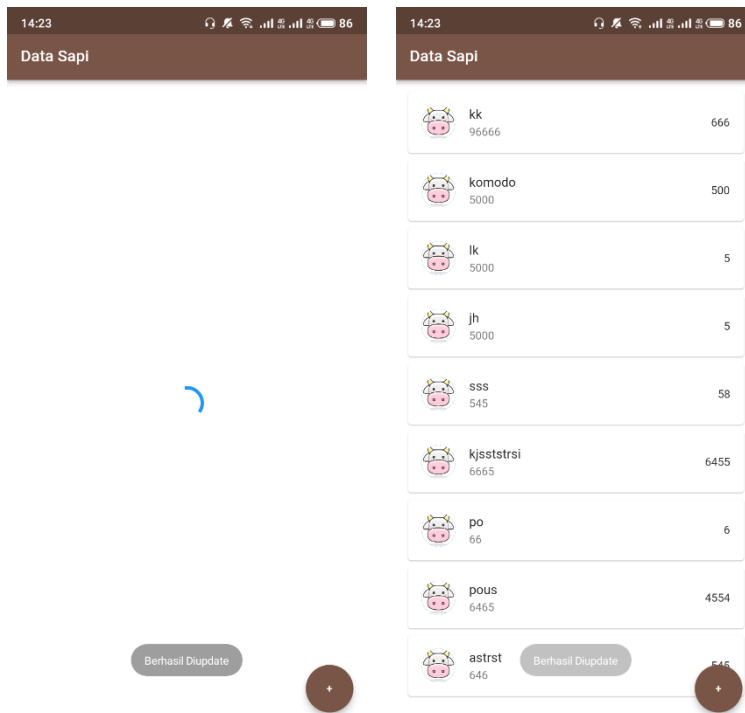 14:23
86
Data Sapi
Berhasil Diupdate
+
14:23
86
Data Sapi
kk
96666
666
komodo
5000
500
lk
5000
5
jh
5000
5
sss
545
58
kjsststrsi
6665
6455
po
66
6
pous
6465
4554
astrst
646
545
Berhasil Diupdate
+